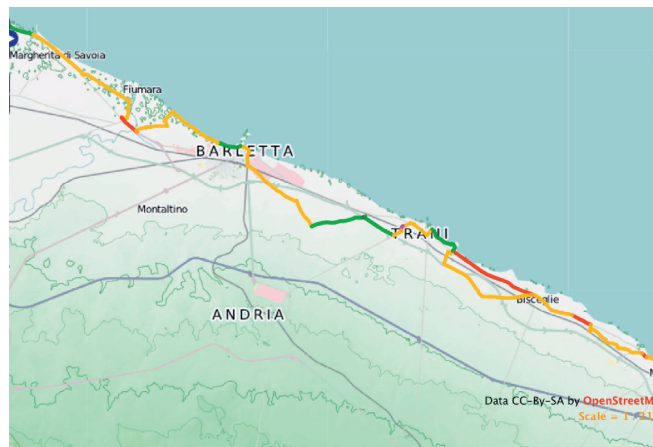 Margherita di Savoia
Fiumara
BARLETTA
Montaltino
TRANI
Bisceglie
ANDRIA
Data CC-By-SA by OpenStreetM
Scale = 1